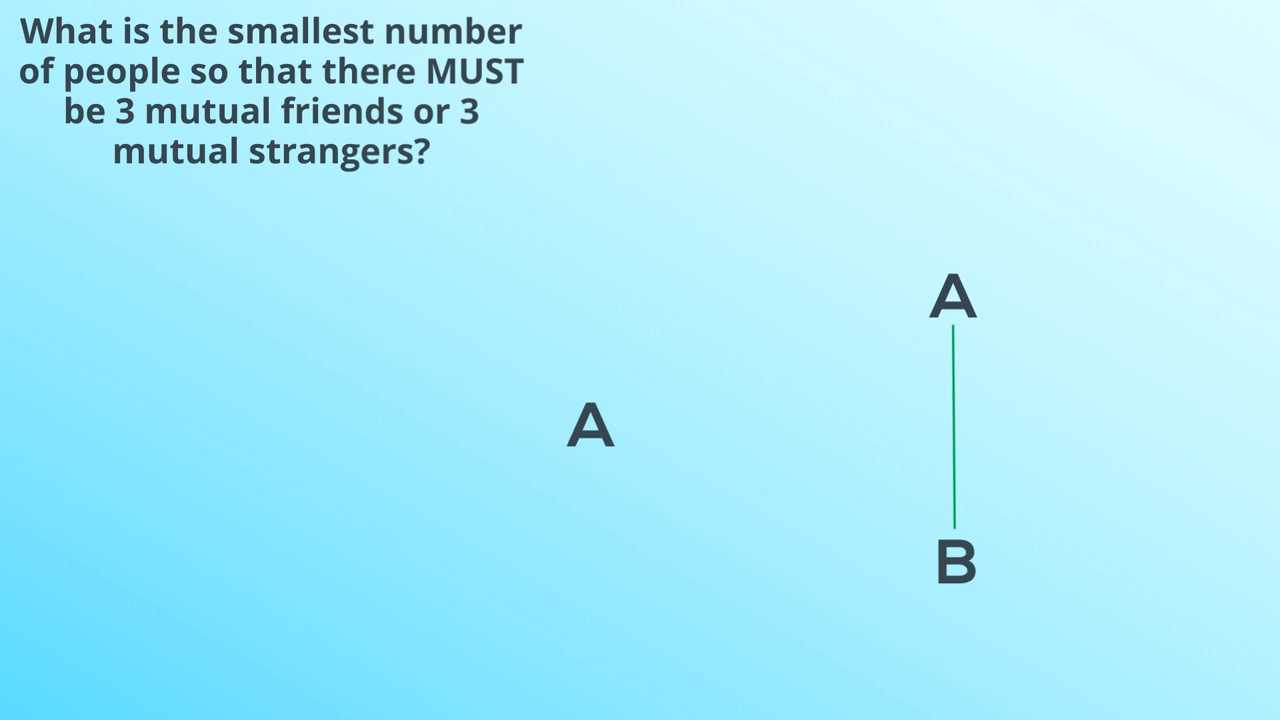 What is the smallest number
of people so that there MUST
be 3 mutual friends or 3
mutual strangers?
A
A
B